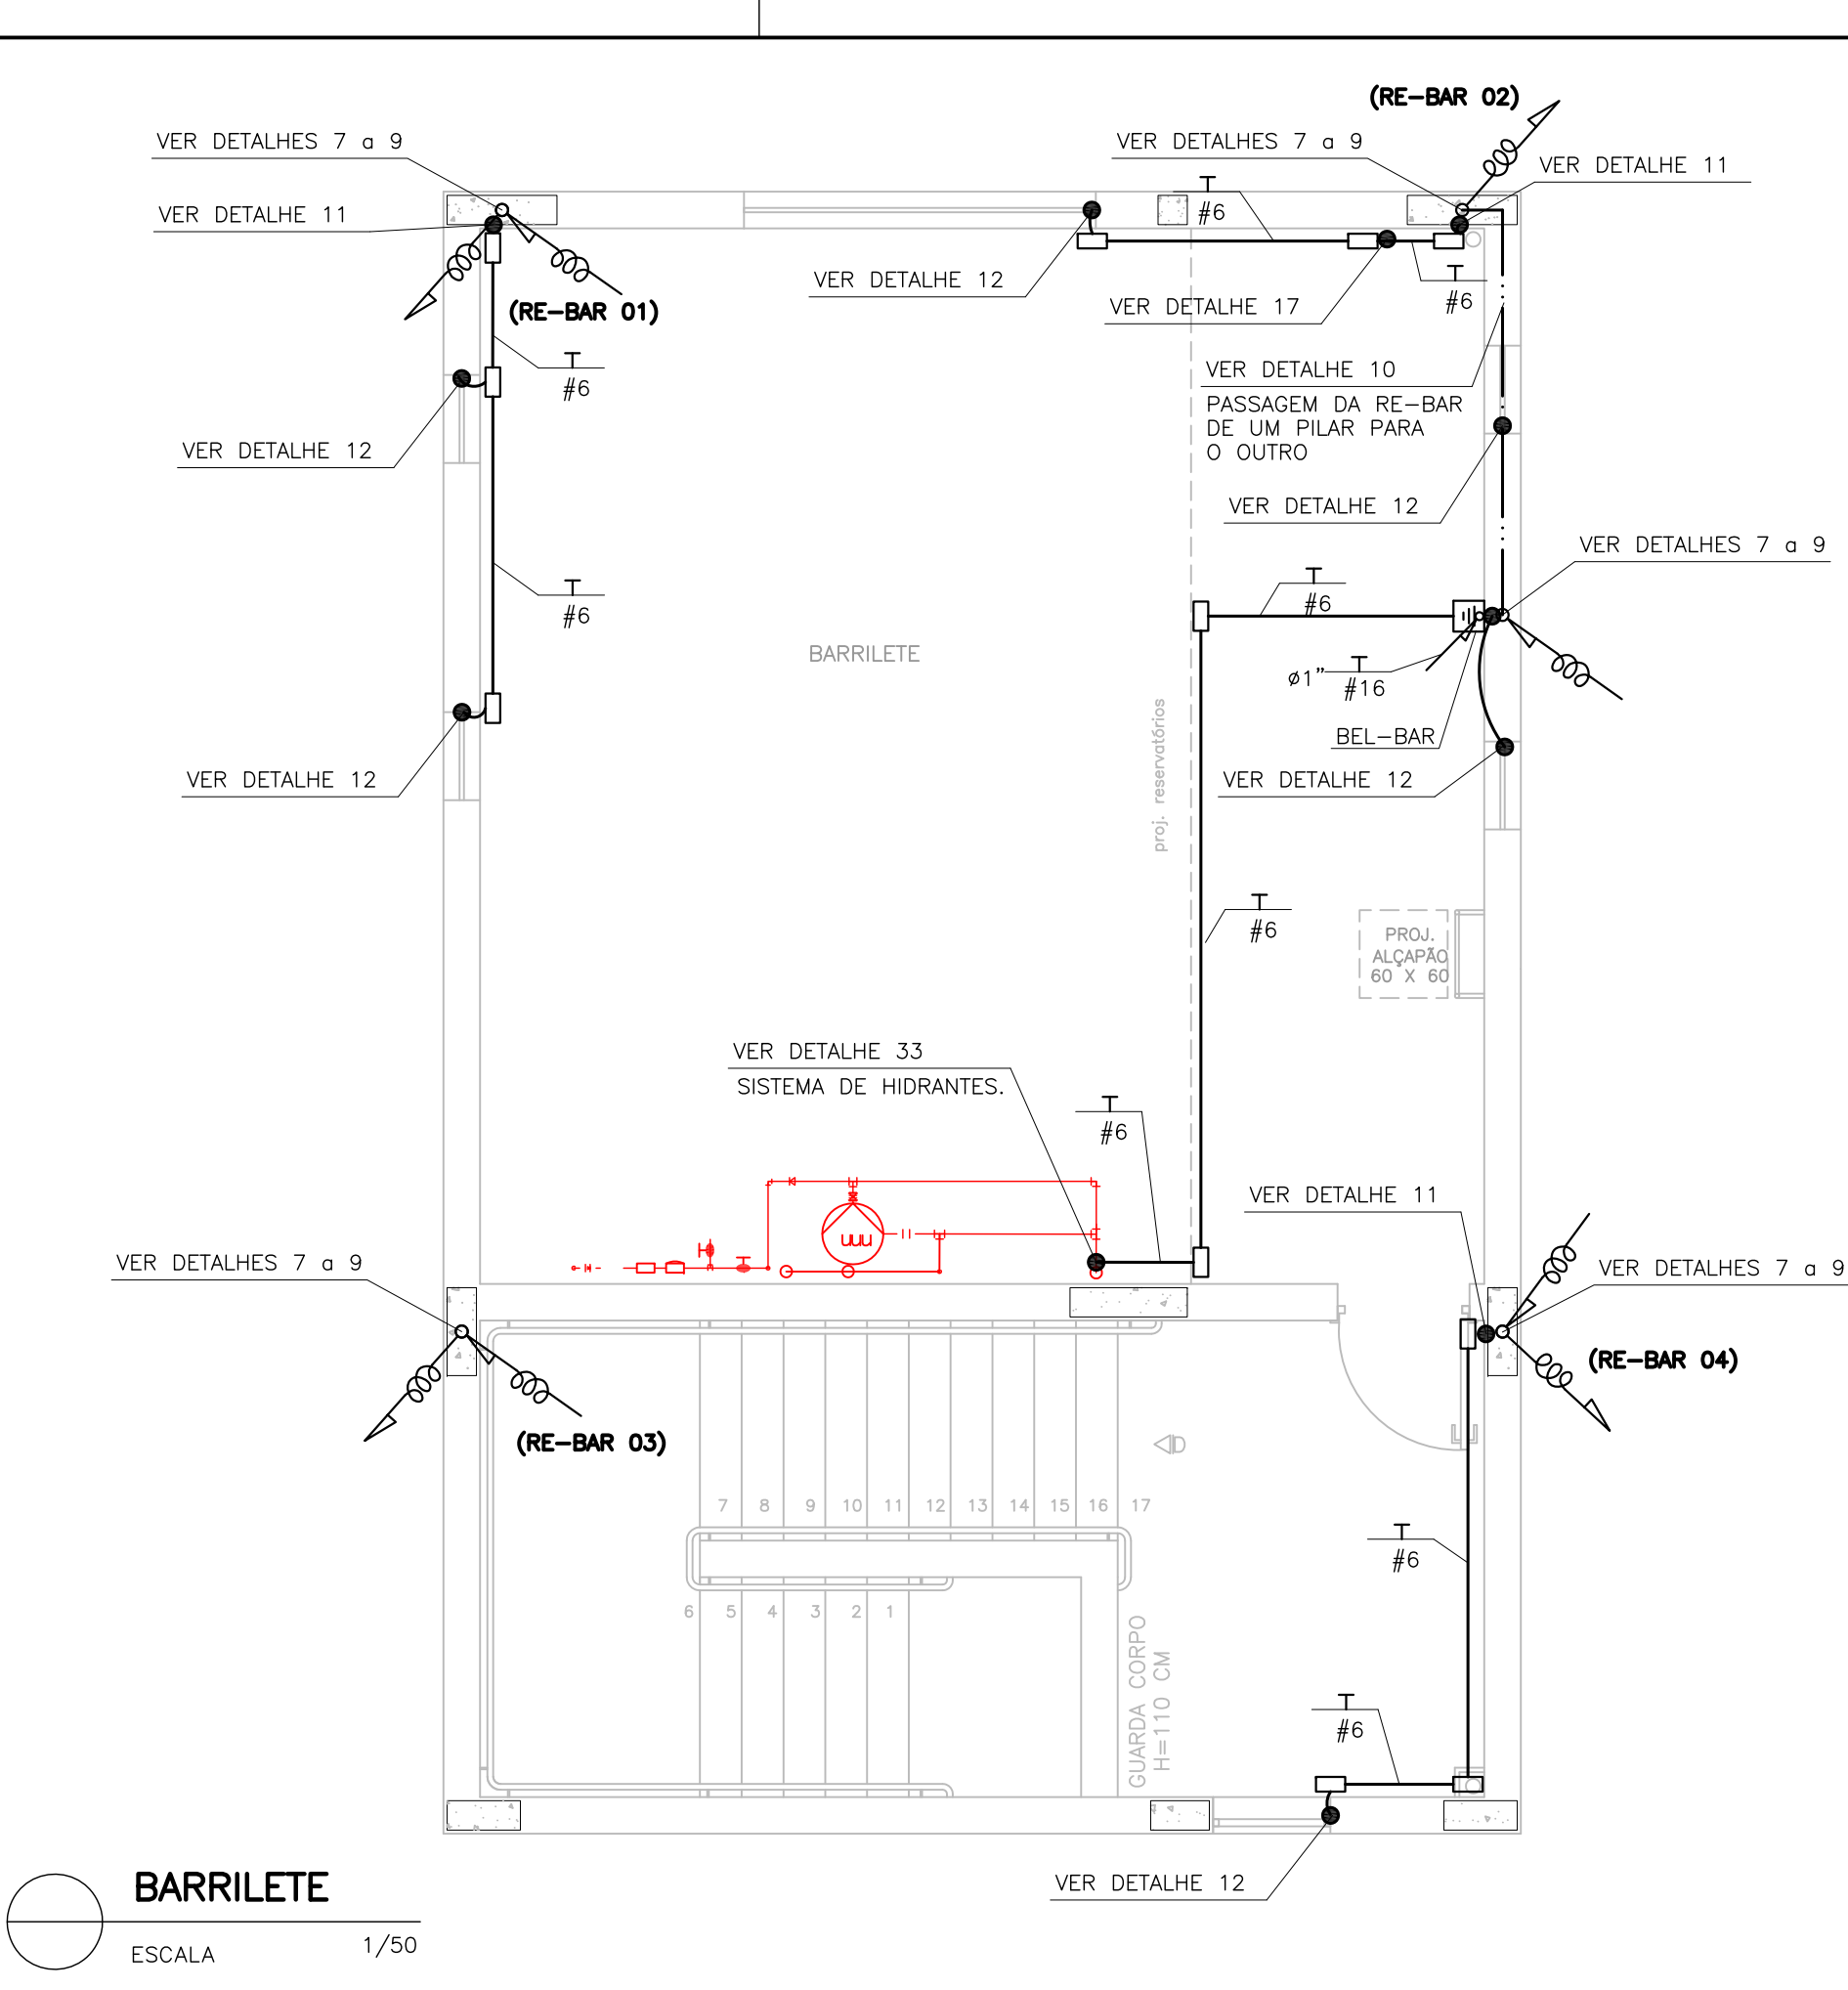 (RE-BAR 02)
VER DETALHES 7 a 9
VER DETALHES 7 a 9
VER DETALHE 11
T
#6
VER DETALHE 11
VER DETALHE 12
T
#6
VER DETALHE 17
(RE-BAR 01)
T
#6
VER DETALHE 10
PASSAGEM DA RE-BAR
DE UM PILAR PARA
O OUTRO
VER DETALHE 12
VER DETALHE 12
VER DETALHES 7 a 9
T
#6
T
#6
BARRILETE
ø1" T
#16
BEL-BAR
proj. reservatórios
VER DETALHE 12
VER DETALHE 12
T
#6
PROJ.
ALÇAPÃO
60 X 60
VER DETALHE 33
SISTEMA DE HIDRANTES.
T
#6
VER DETALHE 11
VER DETALHES 7 a 9
VER DETALHES 7 a 9
(RE-BAR 04)
(RE-BAR 03)
D
7 8 9 10 11 12 13 14 15 16 17
T
#6
6 5 4 3 2 1
GUARDA CORPO
H=110 CM
T
#6
VER DETALHE 12
BARRILETE
ESCALA 1/50